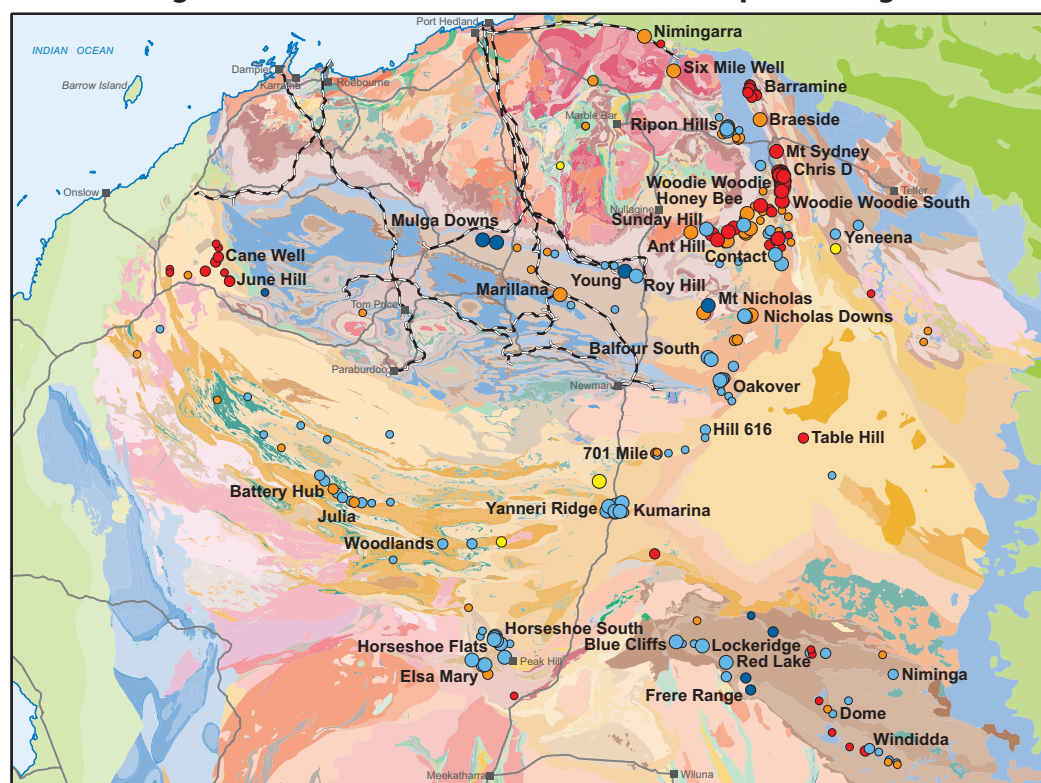 Port Hedland
Nimingarra
INDIAN OCEAN
Six Mile Well
Dampier
Karratha
Roebourne
Barrow Island
Barramine
Marble Bar
Ripon Hills
Braeside
Mt Sydney
Chris D
Woodie Woodie
Onslow
Telfer
Honey Bee
Woodie Woodie South
Nullagine
Mulga Downs
Sunday Hill
Yeneena
Ant Hill
Cane Well
Contact
June Hill
Young
Roy Hill
Marillana
Mt Nicholas
Tom Price
Nicholas Downs
Balfour South
Paraburdoo
Newman
Oakover
Hill 616
Table Hill
701 Mile
Battery Hub
Julia
Yanneri Ridge
Kumarina
Woodlands
Horseshoe South
Horseshoe Flats
Blue Cliffs
Lockeridge
Peak Hill
Red Lake
Elsa Mary
Niminga
Frere Range
Dome
Windidda
Meekatharra
Wiluna